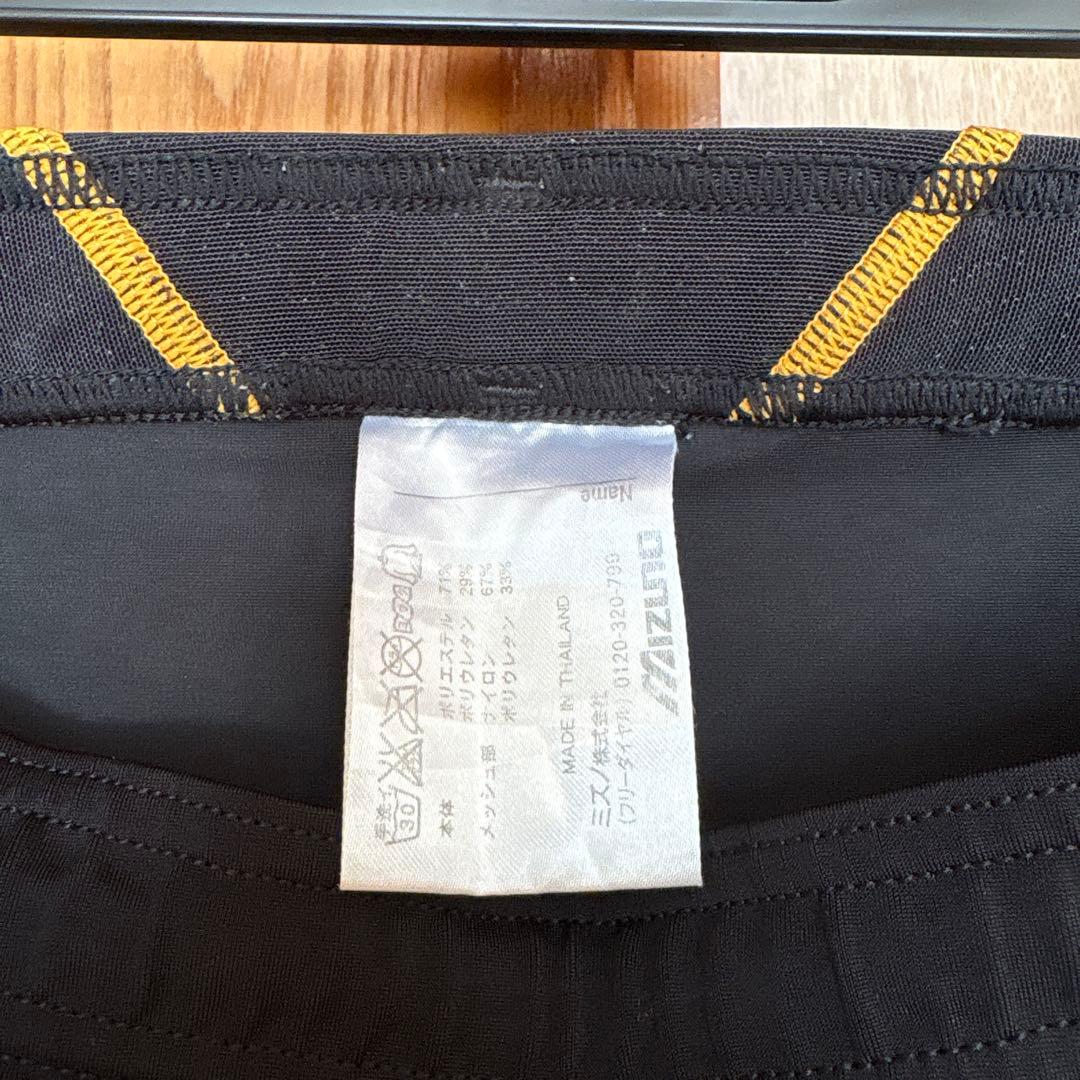 Name
Mizuno
ミズノ株式会社
(フリーダイヤル) 0120-320-799
MADE IN THAILAND
本体 ポリエステル 71%
ポリウレタン 29%
メッシュ部 ナイロン 67%
ポリウレタン 33%
30